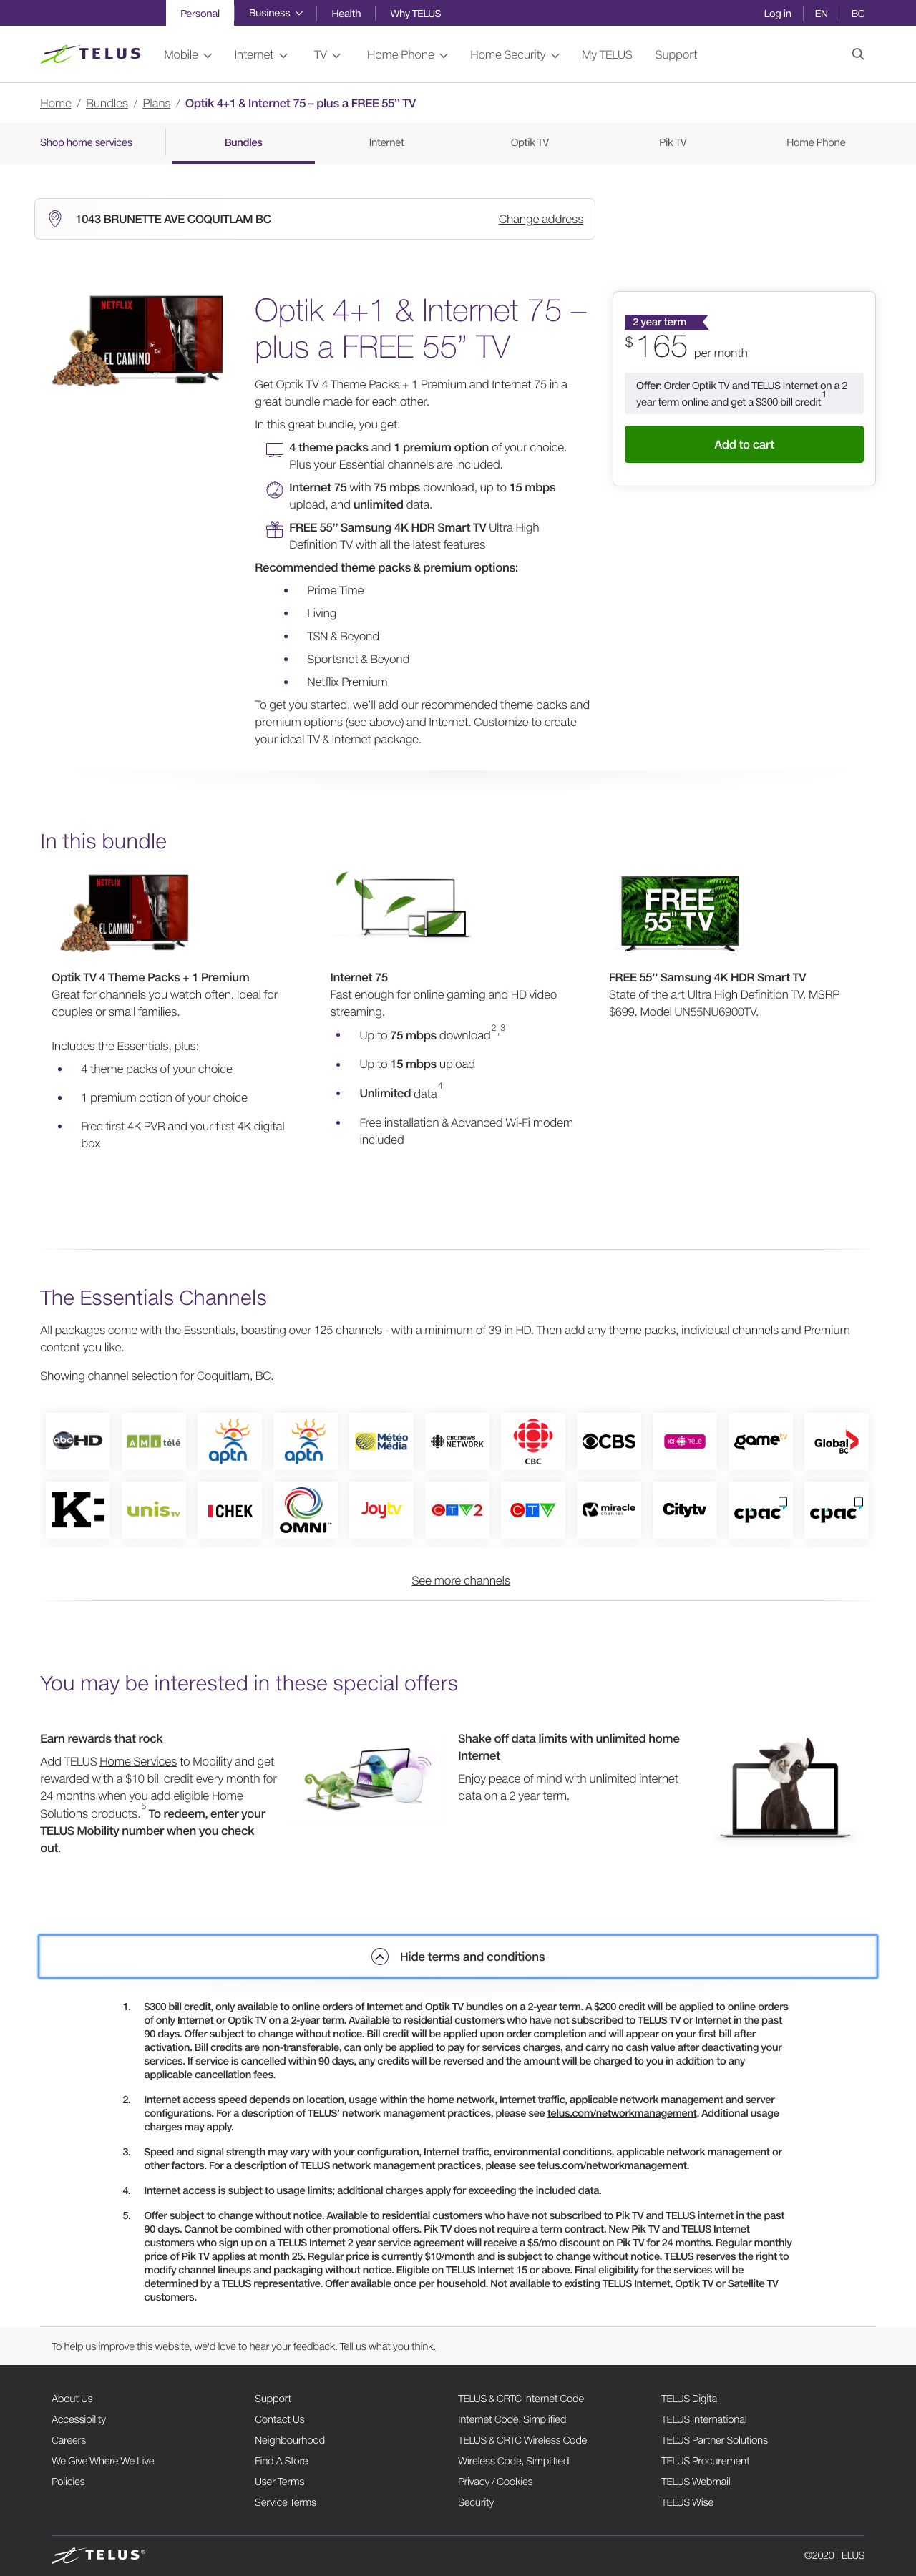 Personal Business Health Why TELUS Log in EN BC
TELUS Mobile Internet TV Home Phone Home Security My TELUS Support
Home / Bundles / Plans / Optik 4+1 & Internet 75 – plus a FREE 55” TV
Shop home services Bundles Internet Optik TV Pik TV Home Phone
1043 BRUNETTE AVE COQUITLAM BC Change address
NETFLIX
EL CAMINO
Optik 4+1 & Internet 75 –
plus a FREE 55” TV
Get Optik TV 4 Theme Packs + 1 Premium and Internet 75 in a
great bundle made for each other.
In this great bundle, you get:
4 theme packs and 1 premium option of your choice.
Plus your Essential channels are included.
Internet 75 with 75 mbps download, up to 15 mbps
upload, and unlimited data.
FREE 55” Samsung 4K HDR Smart TV Ultra High
Definition TV with all the latest features
Recommended theme packs & premium options:
• Prime Time
• Living
• TSN & Beyond
• Sportsnet & Beyond
• Netflix Premium
To get you started, we’ll add our recommended theme packs and
premium options (see above) and Internet. Customize to create
your ideal TV & Internet package.
2 year term
$165 per month
Offer: Order Optik TV and TELUS Internet on a 2
year term online and get a $300 bill credit1
Add to cart
In this bundle
NETFLIX
EL CAMINO
Optik TV 4 Theme Packs + 1 Premium
Great for channels you watch often. Ideal for
couples or small families.
Includes the Essentials, plus:
• 4 theme packs of your choice
• 1 premium option of your choice
• Free first 4K PVR and your first 4K digital
box
Internet 75
Fast enough for online gaming and HD video
streaming.
• Up to 75 mbps download2,3
• Up to 15 mbps upload
• Unlimited data4
• Free installation & Advanced Wi-Fi modem
included
FREE
55" TV
FREE 55” Samsung 4K HDR Smart TV
State of the art Ultra High Definition TV. MSRP
$699. Model UN55NU6900TV.
The Essentials Channels
All packages come with the Essentials, boasting over 125 channels - with a minimum of 39 in HD. Then add any theme packs, individual channels and Premium
content you like.
Showing channel selection for Coquitlam, BC.
abc HD AMI télé aptn aptn Météo Média CBC NEWS NETWORK CBC CBS ICI TÉLÉ game tv Global BC
K: unis TV CHEK OMNI Joytv CTV2 CTV miracle channel Citytv cpac cpac
See more channels
You may be interested in these special offers
Earn rewards that rock
Add TELUS Home Services to Mobility and get
rewarded with a $10 bill credit every month for
24 months when you add eligible Home
Solutions products.5 To redeem, enter your
TELUS Mobility number when you check
out.
Shake off data limits with unlimited home
Internet
Enjoy peace of mind with unlimited internet
data on a 2 year term.
Hide terms and conditions
1. $300 bill credit, only available to online orders of Internet and Optik TV bundles on a 2-year term. A $200 credit will be applied to online orders
of only Internet or Optik TV on a 2-year term. Available to residential customers who have not subscribed to TELUS TV or Internet in the past
90 days. Offer subject to change without notice. Bill credit will be applied upon order completion and will appear on your first bill after
activation. Bill credits are non-transferable, can only be applied to pay for services charges, and carry no cash value after deactivating your
services. If service is cancelled within 90 days, any credits will be reversed and the amount will be charged to you in addition to any
applicable cancellation fees.
2. Internet access speed depends on location, usage within the home network, Internet traffic, applicable network management and server
configurations. For a description of TELUS’ network management practices, please see telus.com/networkmanagement. Additional usage
charges may apply.
3. Speed and signal strength may vary with your configuration, Internet traffic, environmental conditions, applicable network management or
other factors. For a description of TELUS network management practices, please see telus.com/networkmanagement.
4. Internet access is subject to usage limits; additional charges apply for exceeding the included data.
5. Offer subject to change without notice. Available to residential customers who have not subscribed to Pik TV and TELUS internet in the past
90 days. Cannot be combined with other promotional offers. Pik TV does not require a term contract. New Pik TV and TELUS Internet
customers who sign up on a TELUS Internet 2 year service agreement will receive a $5/mo discount on Pik TV for 24 months. Regular monthly
price of Pik TV applies at month 25. Regular price is currently $10/month and is subject to change without notice. TELUS reserves the right to
modify channel lineups and packaging without notice. Eligible on TELUS Internet 15 or above. Final eligibility for the services will be
determined by a TELUS representative. Offer available once per household. Not available to existing TELUS Internet, Optik TV or Satellite TV
customers.
To help us improve this website, we'd love to hear your feedback. Tell us what you think.
About Us
Accessibility
Careers
We Give Where We Live
Policies
Support
Contact Us
Neighbourhood
Find A Store
User Terms
Service Terms
TELUS & CRTC Internet Code
Internet Code, Simplified
TELUS & CRTC Wireless Code
Wireless Code, Simplified
Privacy / Cookies
Security
TELUS Digital
TELUS International
TELUS Partner Solutions
TELUS Procurement
TELUS Webmail
TELUS Wise
TELUS® ©2020 TELUS